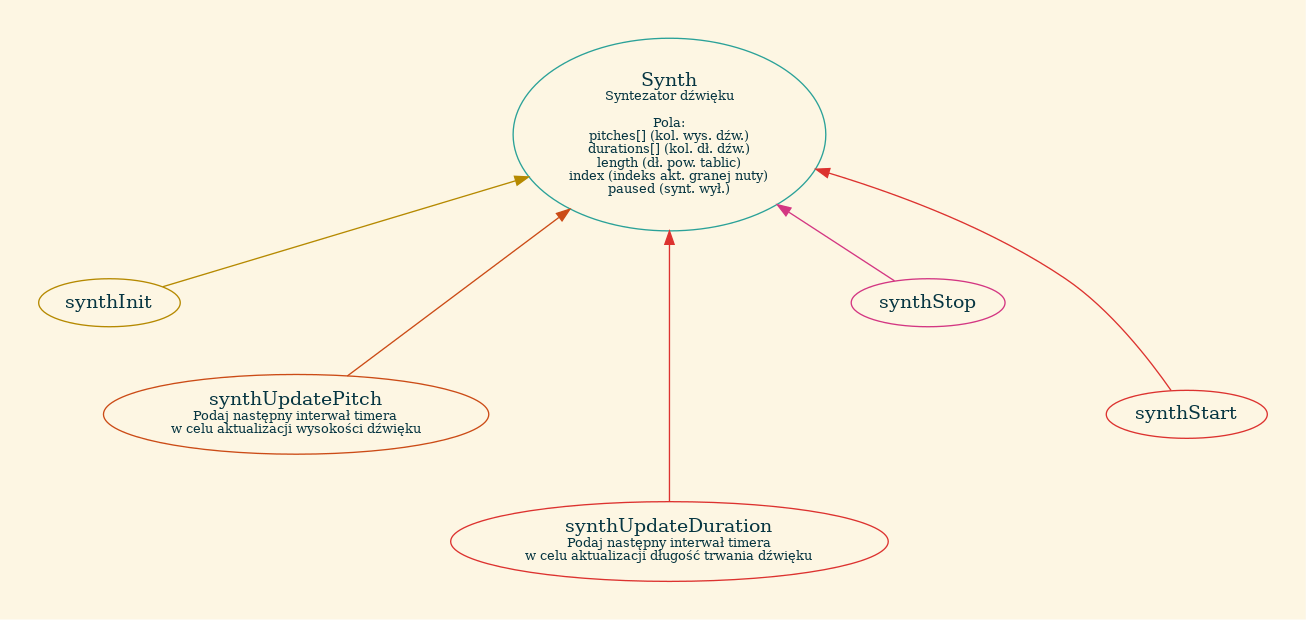 Synth
Syntezator dźwięku
Pola:
pitches[] (kol. wys. dźw.)
durations[] (kol. dł. dźw.)
length (dł. pow. tablic)
index (indeks akt. granej nuty)
paused (synt. wył.)
synthInit
synthStop
synthUpdatePitch
Podaj następny interwał timera
w celu aktualizacji wysokości dźwięku
synthStart
synthUpdateDuration
Podaj następny interwał timera
w celu aktualizacji długość trwania dźwięku